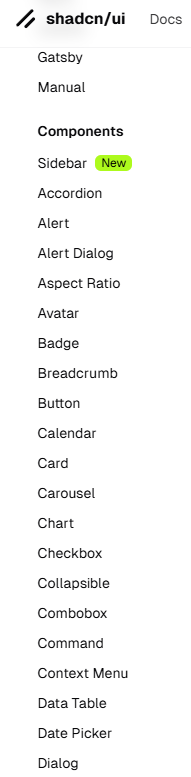 shadcn/ui Docs
Gatsby
Manual
Components
Sidebar New
Accordion
Alert
Alert Dialog
Aspect Ratio
Avatar
Badge
Breadcrumb
Button
Calendar
Card
Carousel
Chart
Checkbox
Collapsible
Combobox
Command
Context Menu
Data Table
Date Picker
Dialog